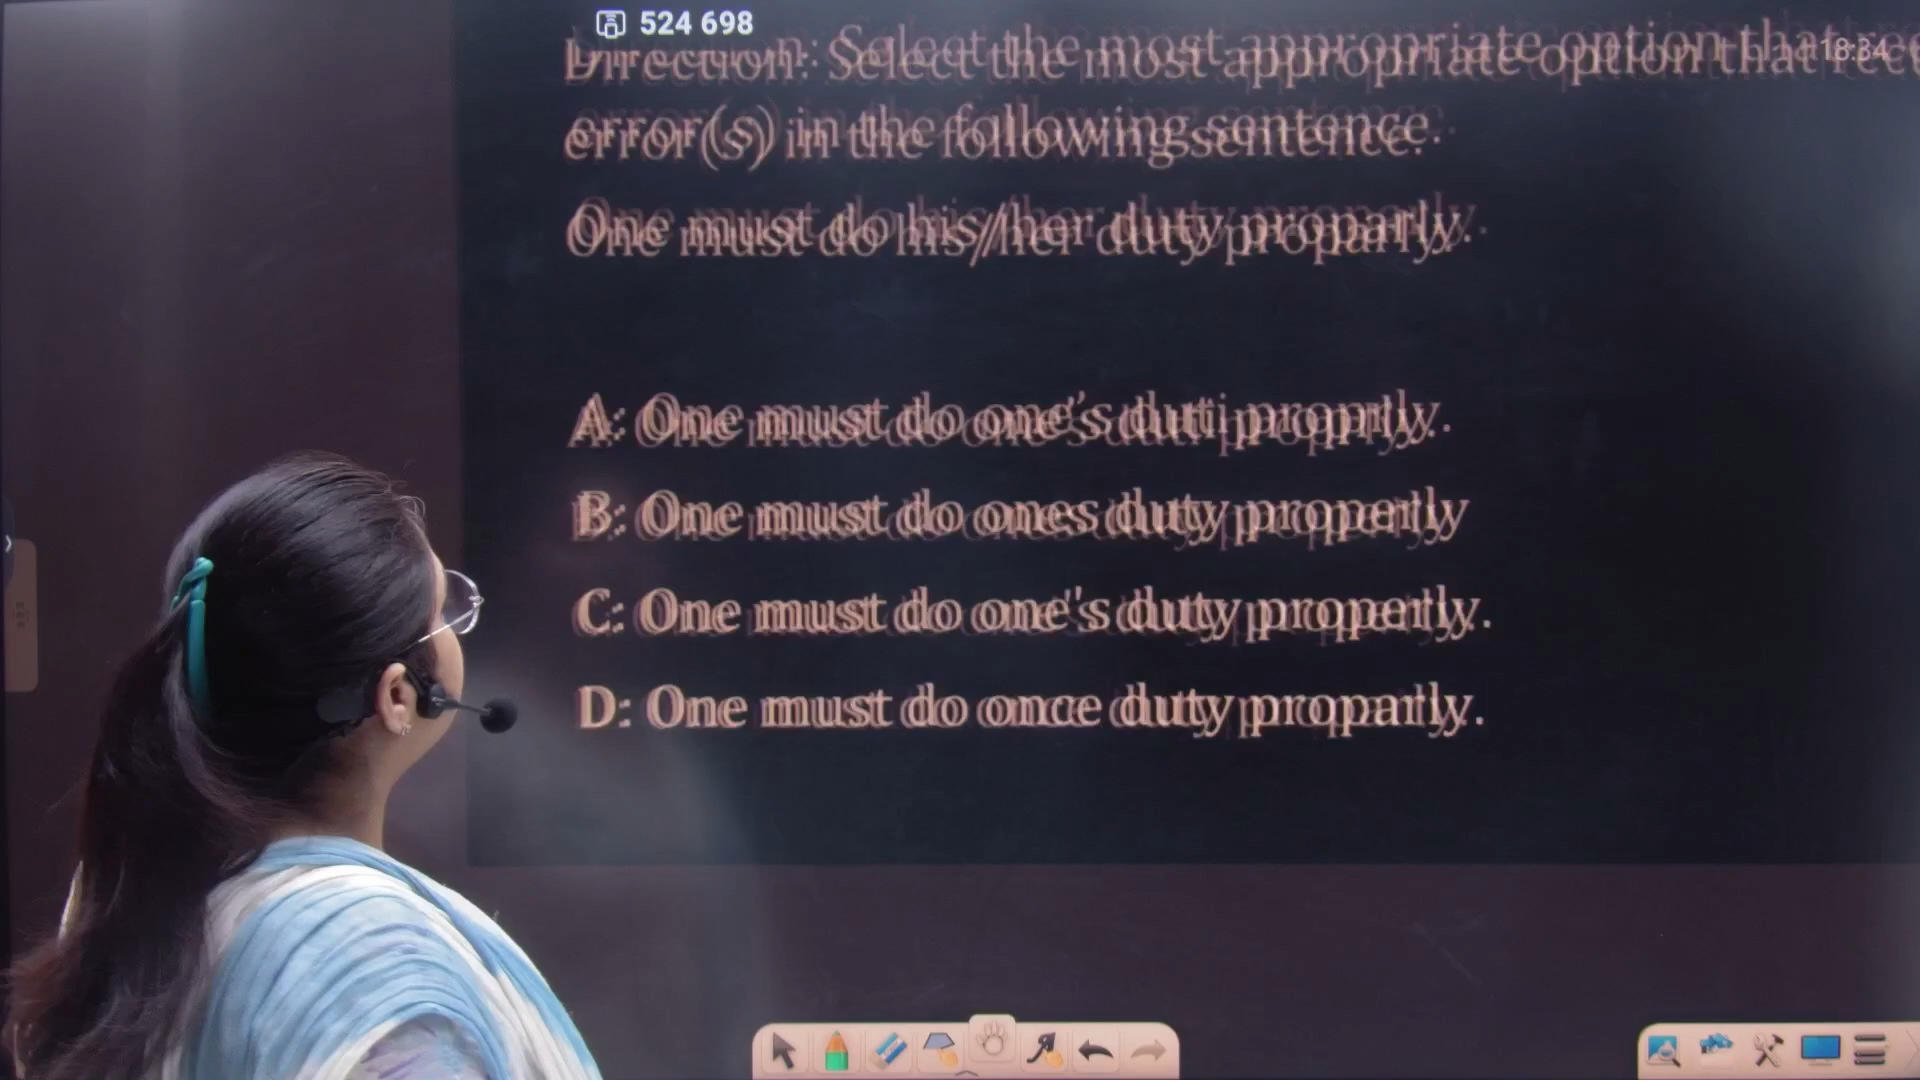 524 698
18:34
Direction: Select the most appropriate option that
error(s) in the following sentence.
One must do his/her duty proparly.
A: One must do one's duti proprly.
B: One must do ones duty properly
C: One must do one's duty properly.
D: One must do once duty proparly.